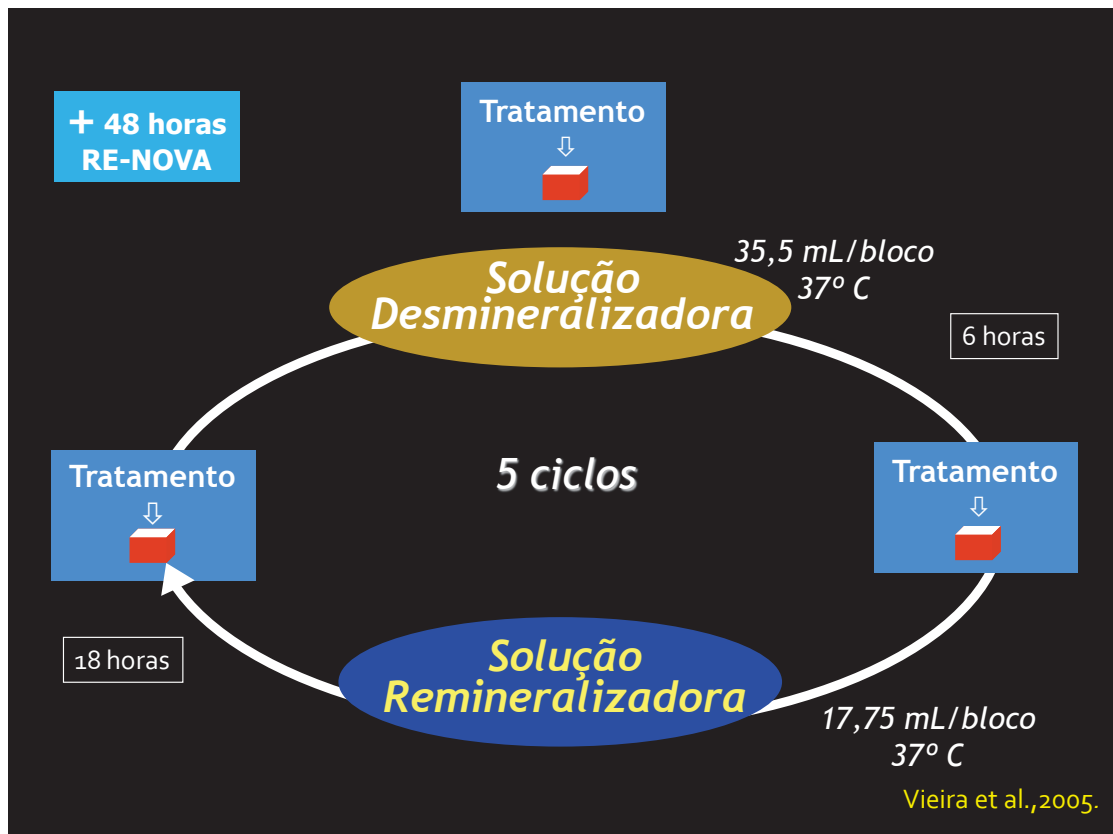 + 48 horas
RE-NOVA
Tratamento
35,5 mL/bloco
37º C
Solução
Desmineralizadora
6 horas
Tratamento
5 ciclos
Tratamento
18 horas
Solução
Remineralizadora
17,75 mL/bloco
37º C
Vieira et al.,2005.